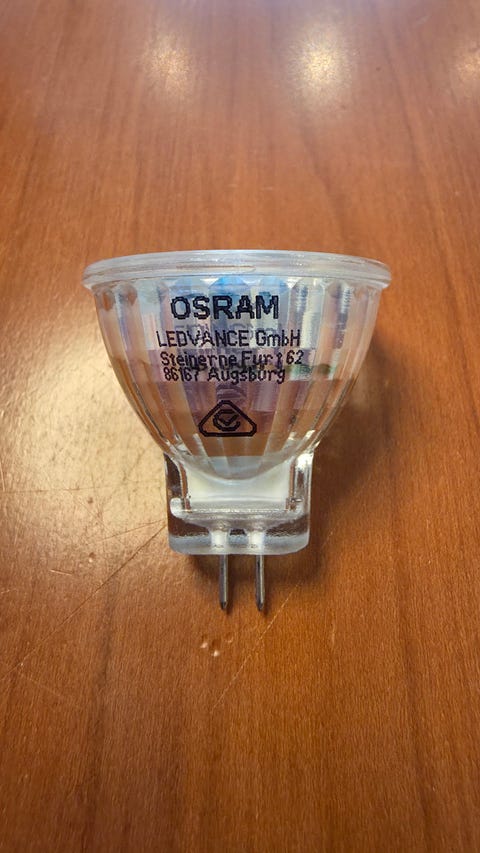 OSRAM
LEDVANCE GmbH
Steinerne Furt 62
86167 Augsburg